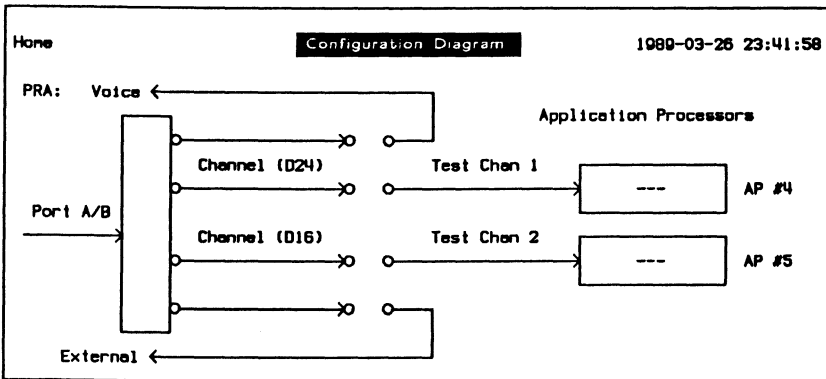 Home Configuration Diagram 1989-03-26 23:41:58
PRA: Voice
Application Processors
Channel (D24) Test Chan 1
--- AP #4
Port A/B
Channel (D16) Test Chan 2
--- AP #5
External